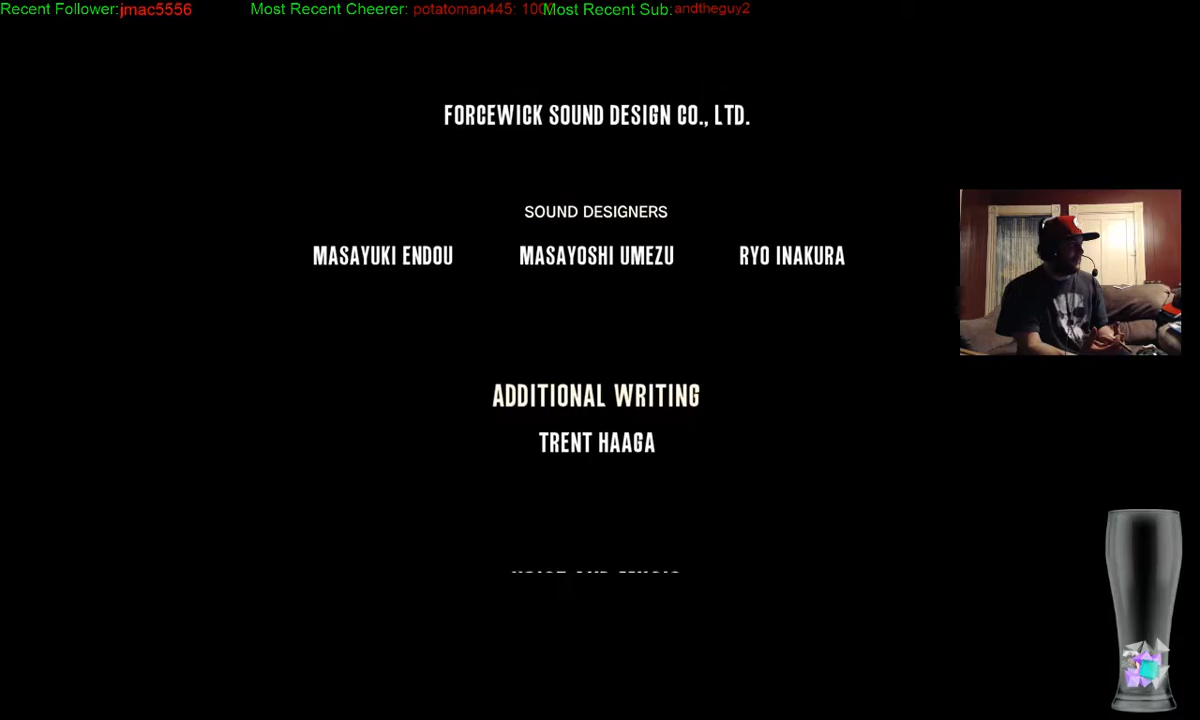 Recent Follower:jmac5556 Most Recent Cheerer: potatoman445: 100 Most Recent Sub:andtheguy2
FORCEWICK SOUND DESIGN CO., LTD.
SOUND DESIGNERS
MASAYUKI ENDOU MASAYOSHI UMEZU RYO INAKURA
ADDITIONAL WRITING
TRENT HAAGA